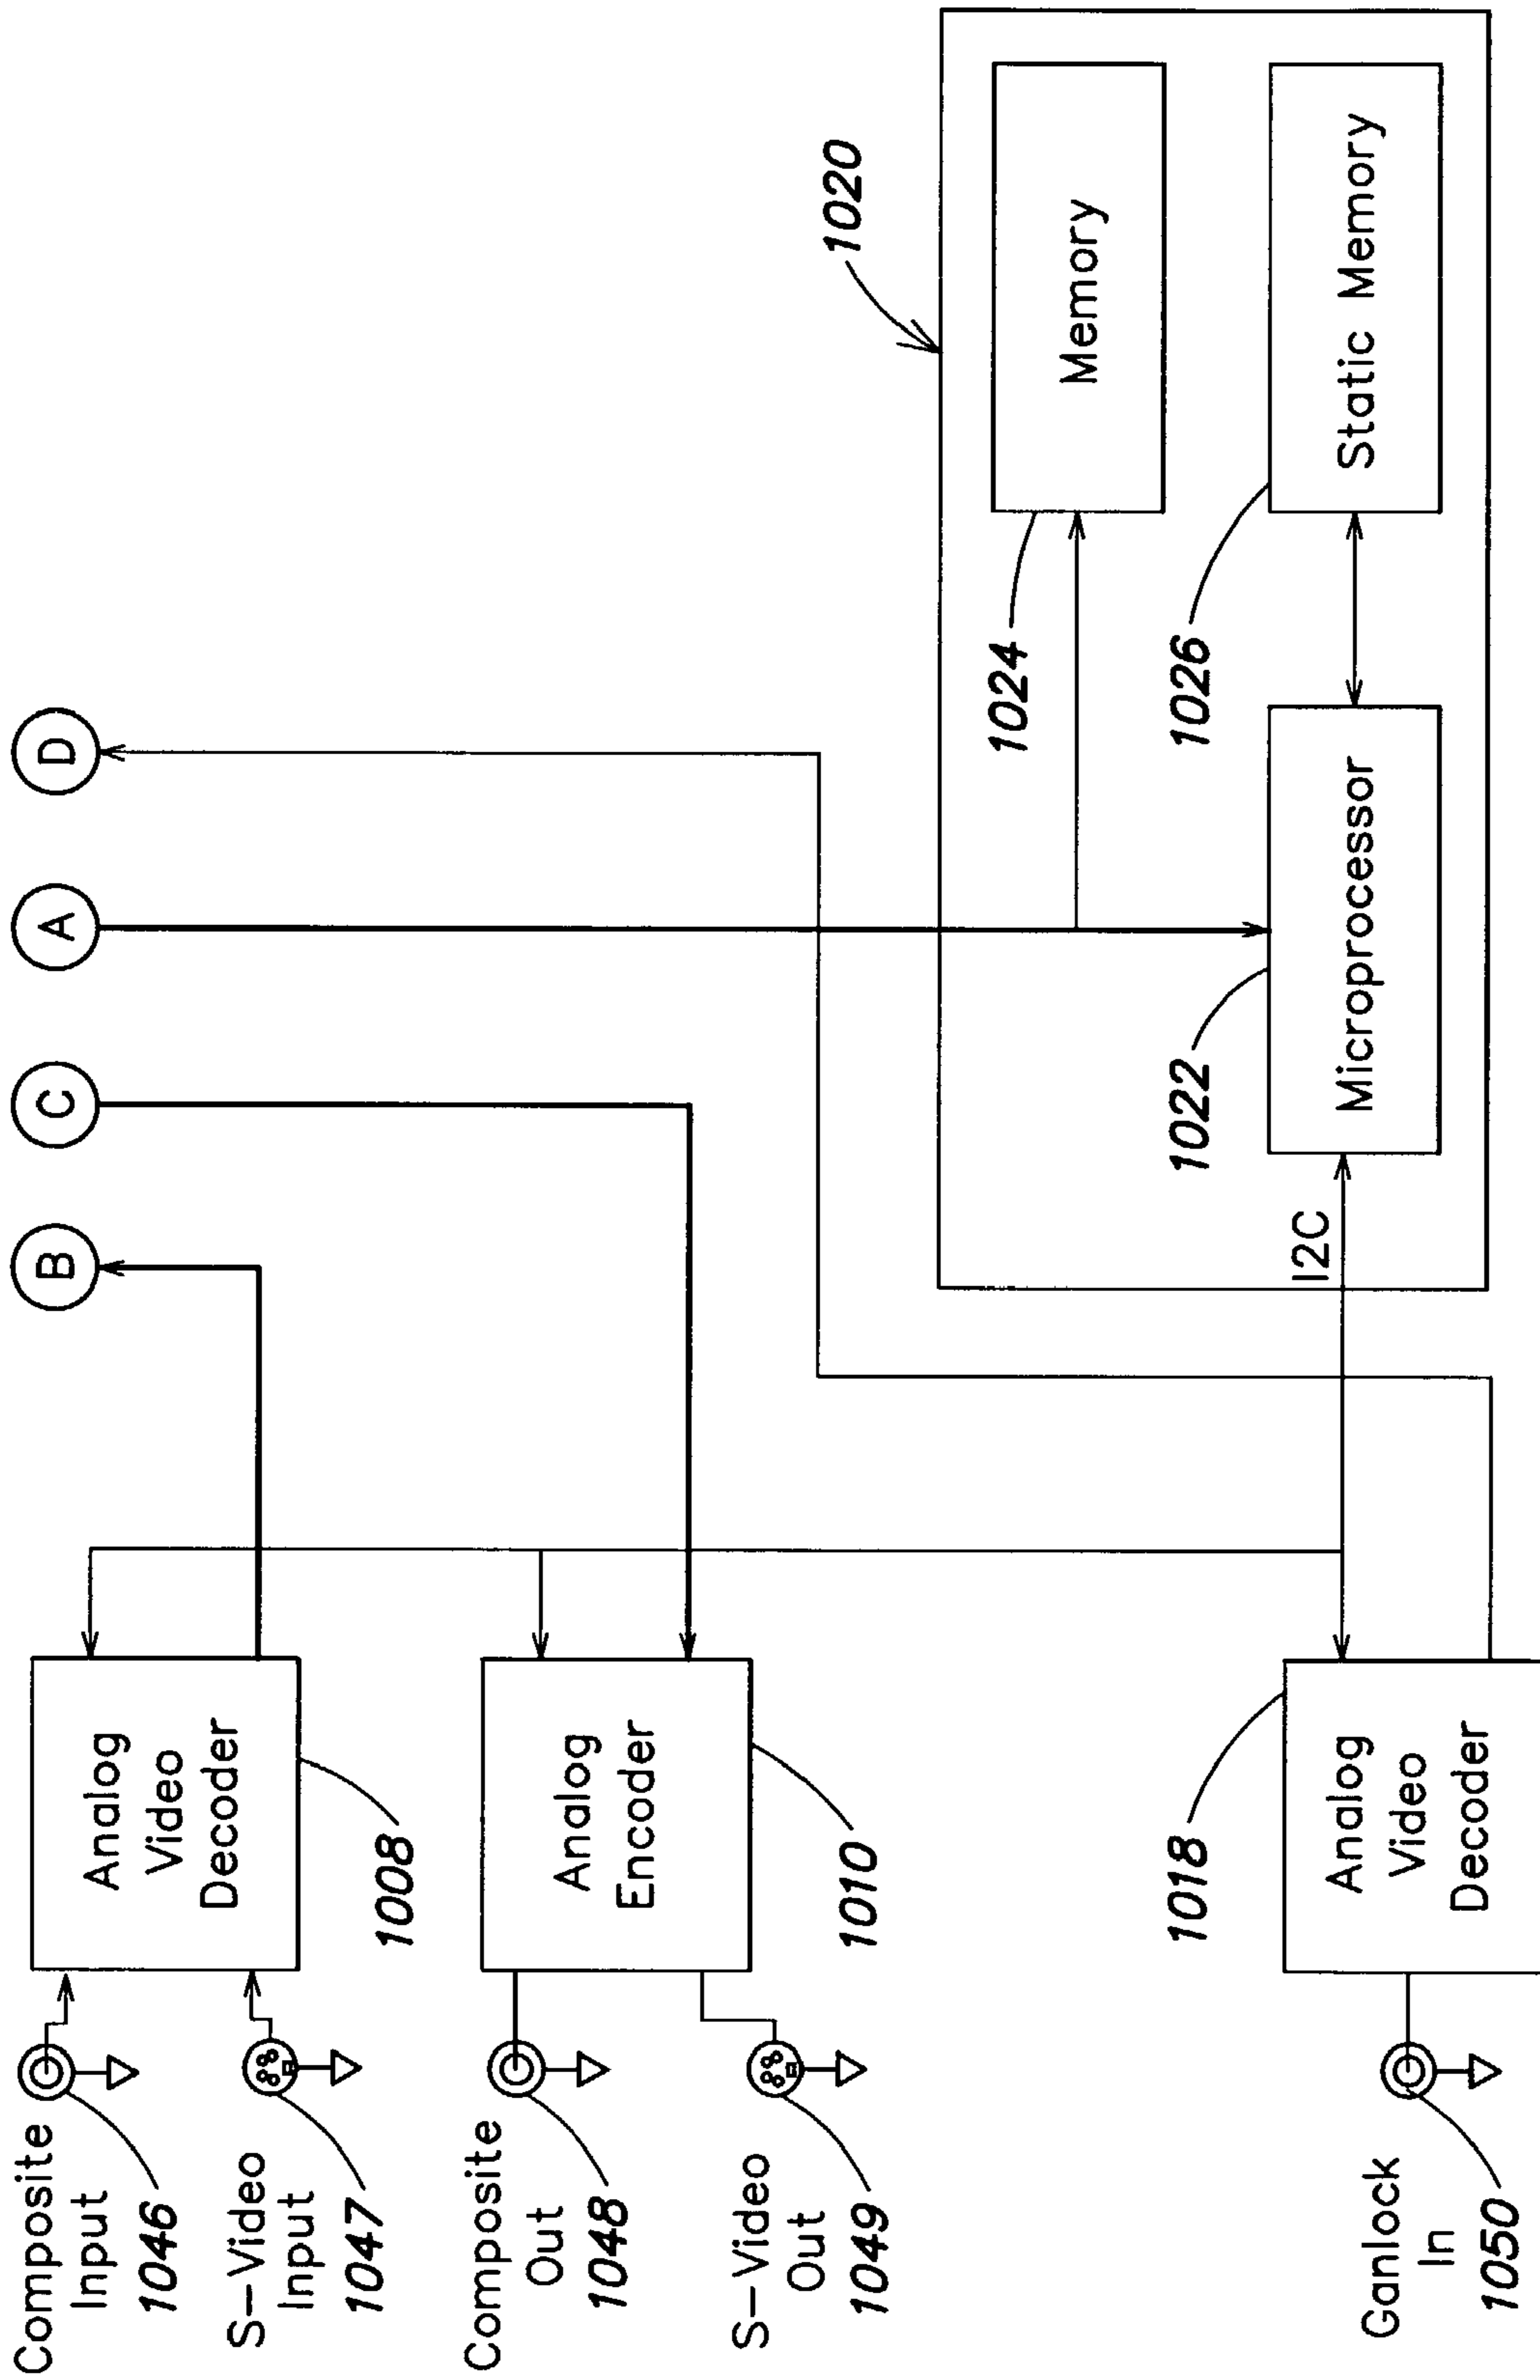 B
C
A
D
Composite
Input
1046
S-Video
Input
1047
Analog
Video
Decoder
1008
Composite
Out
1048
S-Video
Out
1049
Analog
Encoder
1010
Ganlock
In
1050
Analog
Video
Decoder
1018
I2C
1020
Microprocessor
1022
Memory
1024
Static Memory
1026